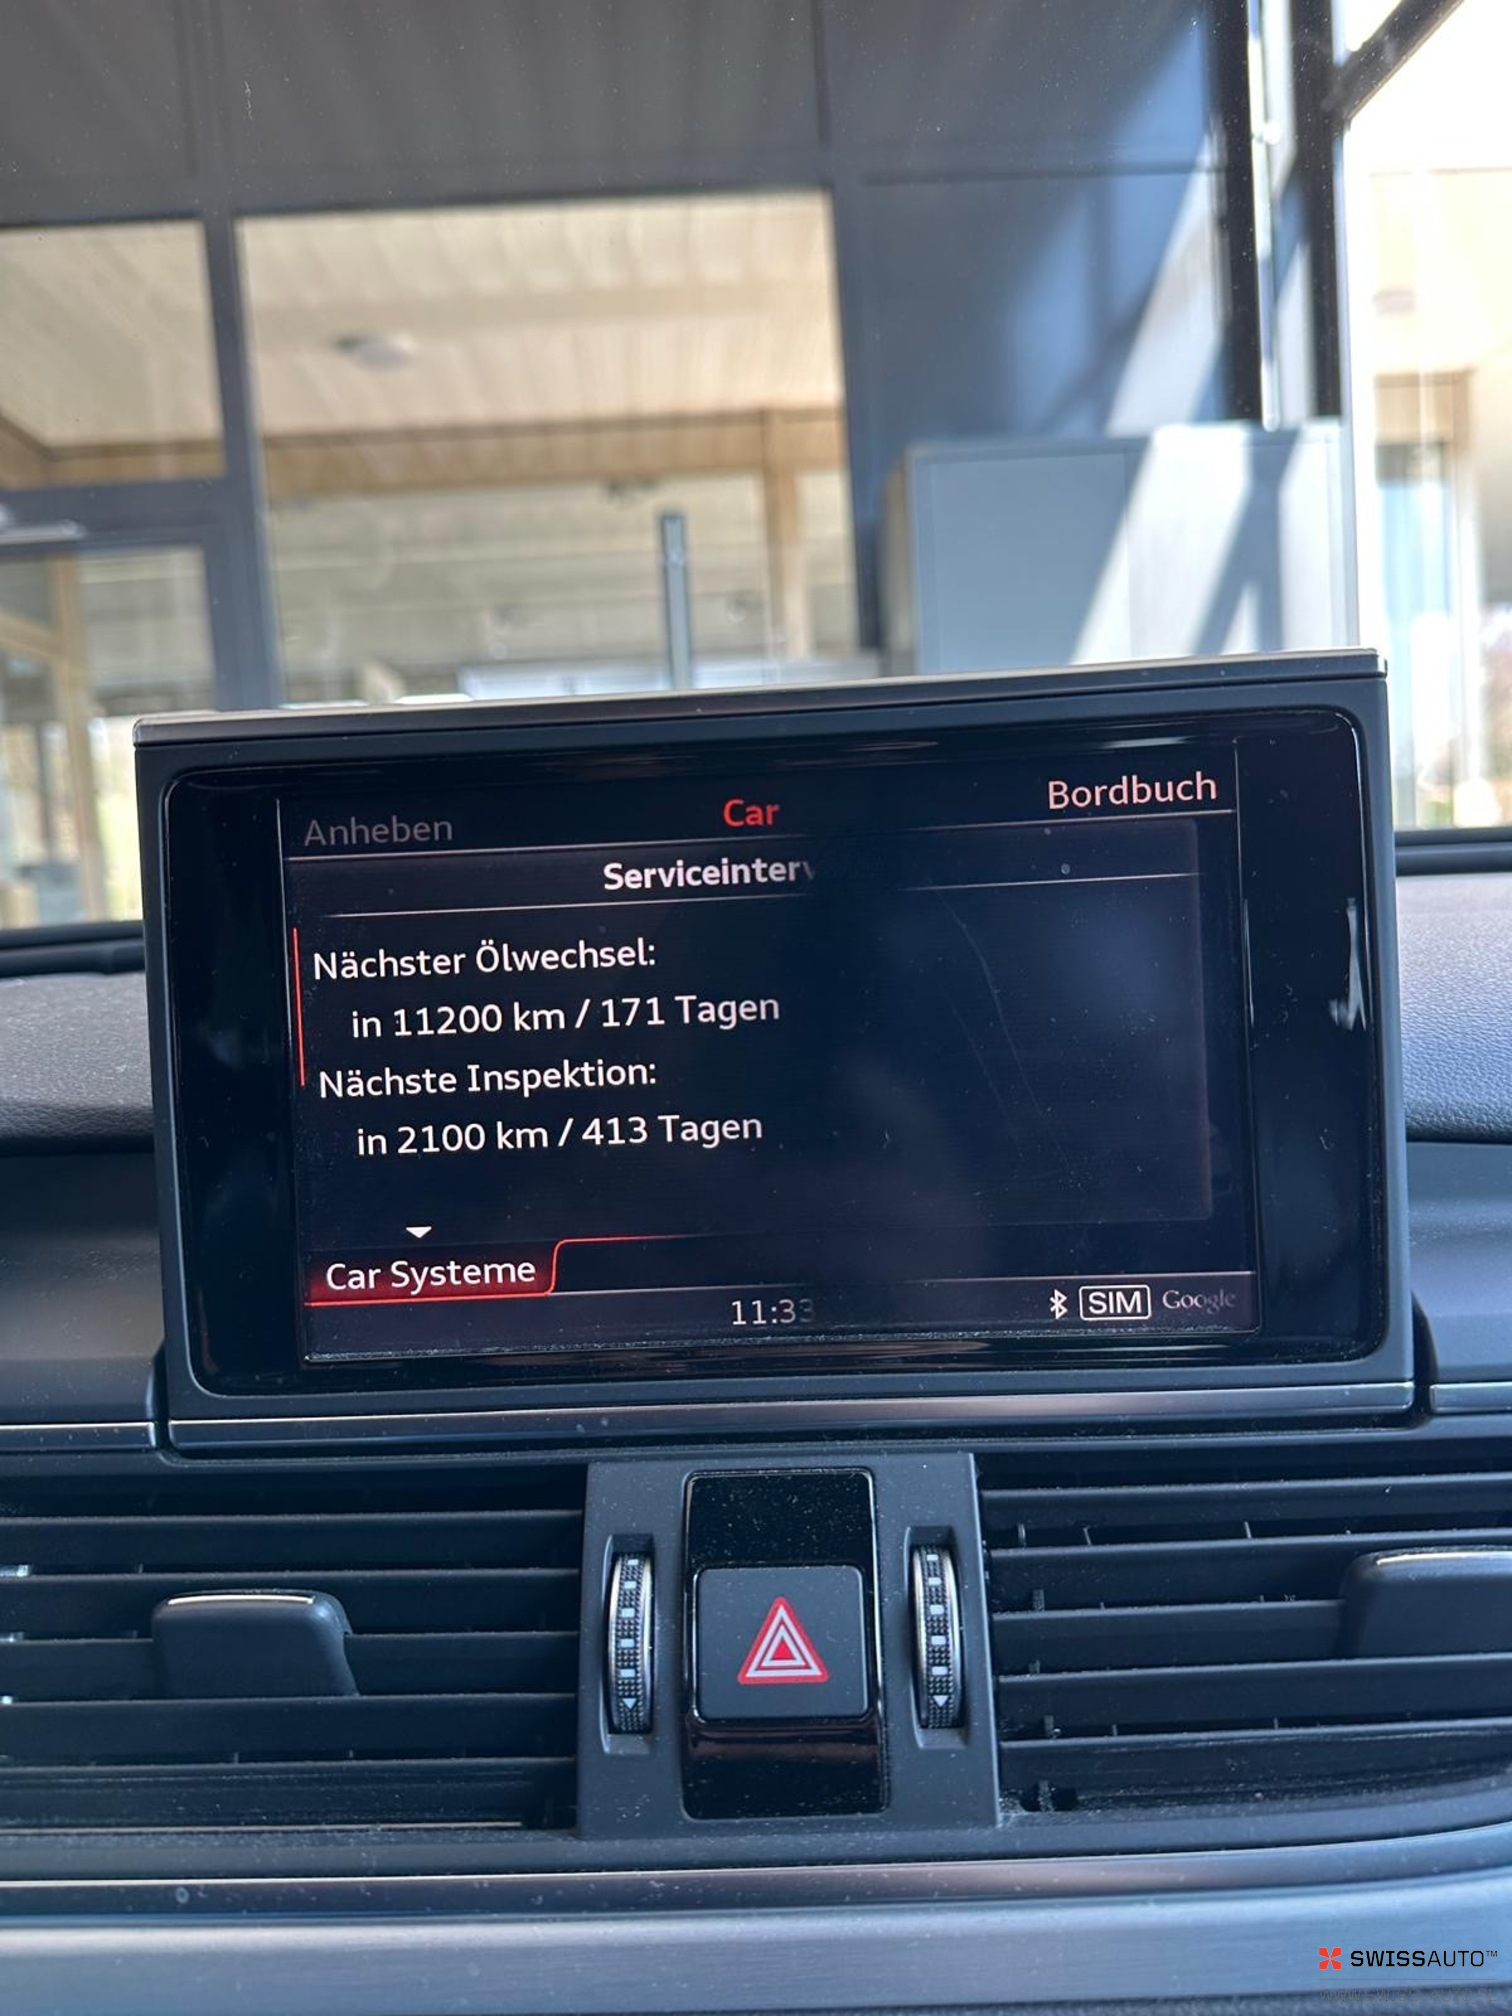 Anheben Car Bordbuch
Serviceinterv
Nächster Ölwechsel:
in 11200 km / 171 Tagen
Nächste Inspektion:
in 2100 km / 413 Tagen
Car Systeme
11:33 SIM Google
SWISSAUTO™